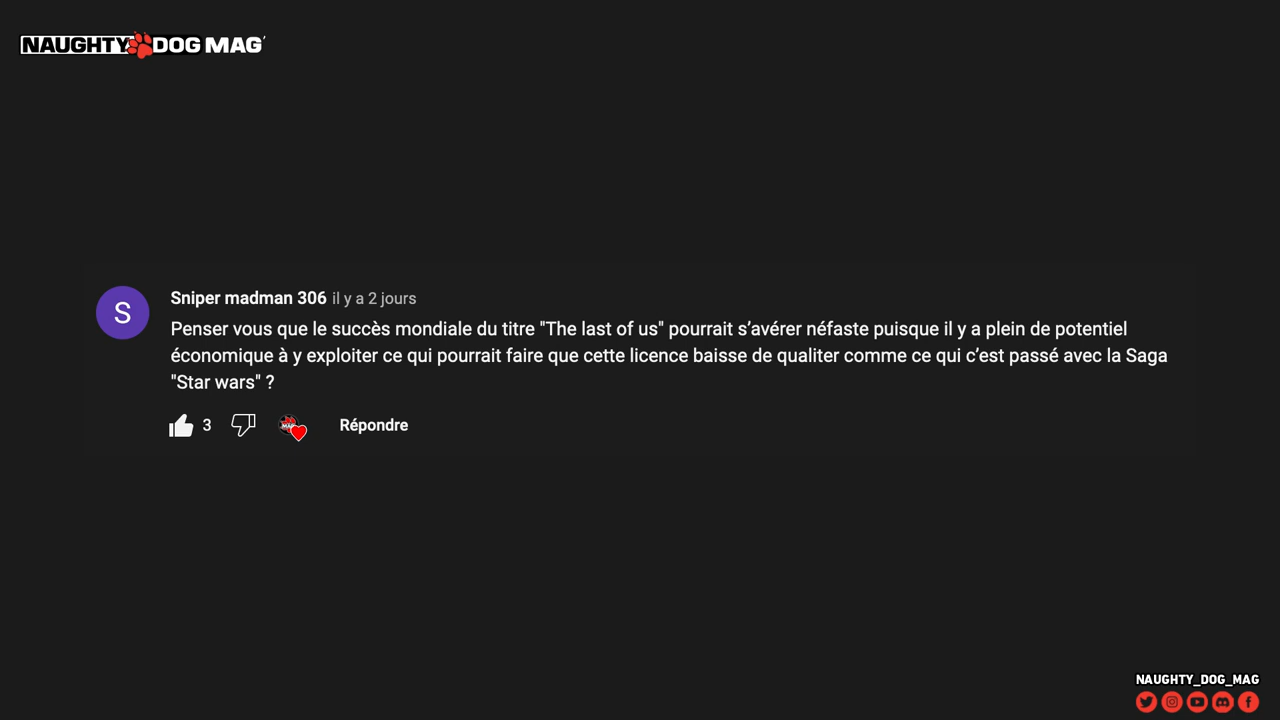 NAUGHTY DOG MAG'
S
Sniper madman 306 il y a 2 jours
Penser vous que le succès mondiale du titre "The last of us" pourrait s’avérer néfaste puisque il y a plein de potentiel
économique à y exploiter ce qui pourrait faire que cette licence baisse de qualiter comme ce qui c’est passé avec la Saga
"Star wars" ?
3 Répondre
NAUGHTY_DOG_MAG